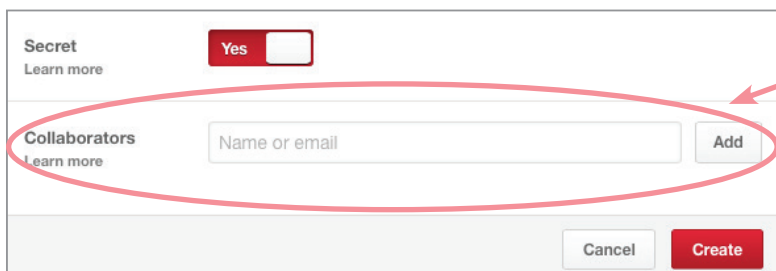 Secret
Yes
Learn more
Collaborators
Name or email
Add
Learn more
Cancel
Create